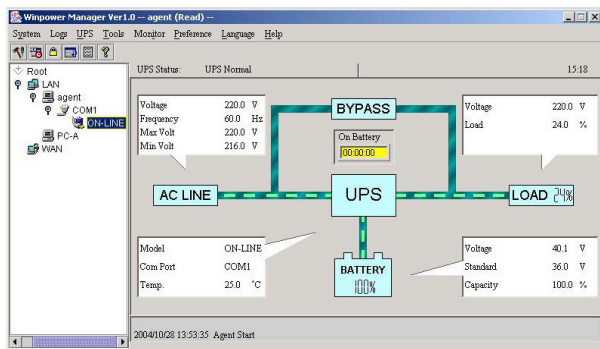 Winpower Manager Ver1.0 -- agent (Read) --
System Logs UPS Tools Monitor Preference Language Help
Root
LAN
agent
COM1
ON-LINE
PC-A
WAN
UPS Status: UPS Normal 15:18
Voltage 220.0 V
Frequency 60.0 Hz
Max Volt 220.0 V
Min Volt 216.0 V
BYPASS
On Battery
00:00:00
Voltage 220.0 V
Load 24.0 %
AC LINE
UPS
LOAD 24%
Model ON-LINE
Com Port COM1
Temp. 25.0 °C
BATTERY
100%
Voltage 40.1 V
Standard 36.0 V
Capacity 100.0 %
2004/10/28 13:53:35 Agent Start